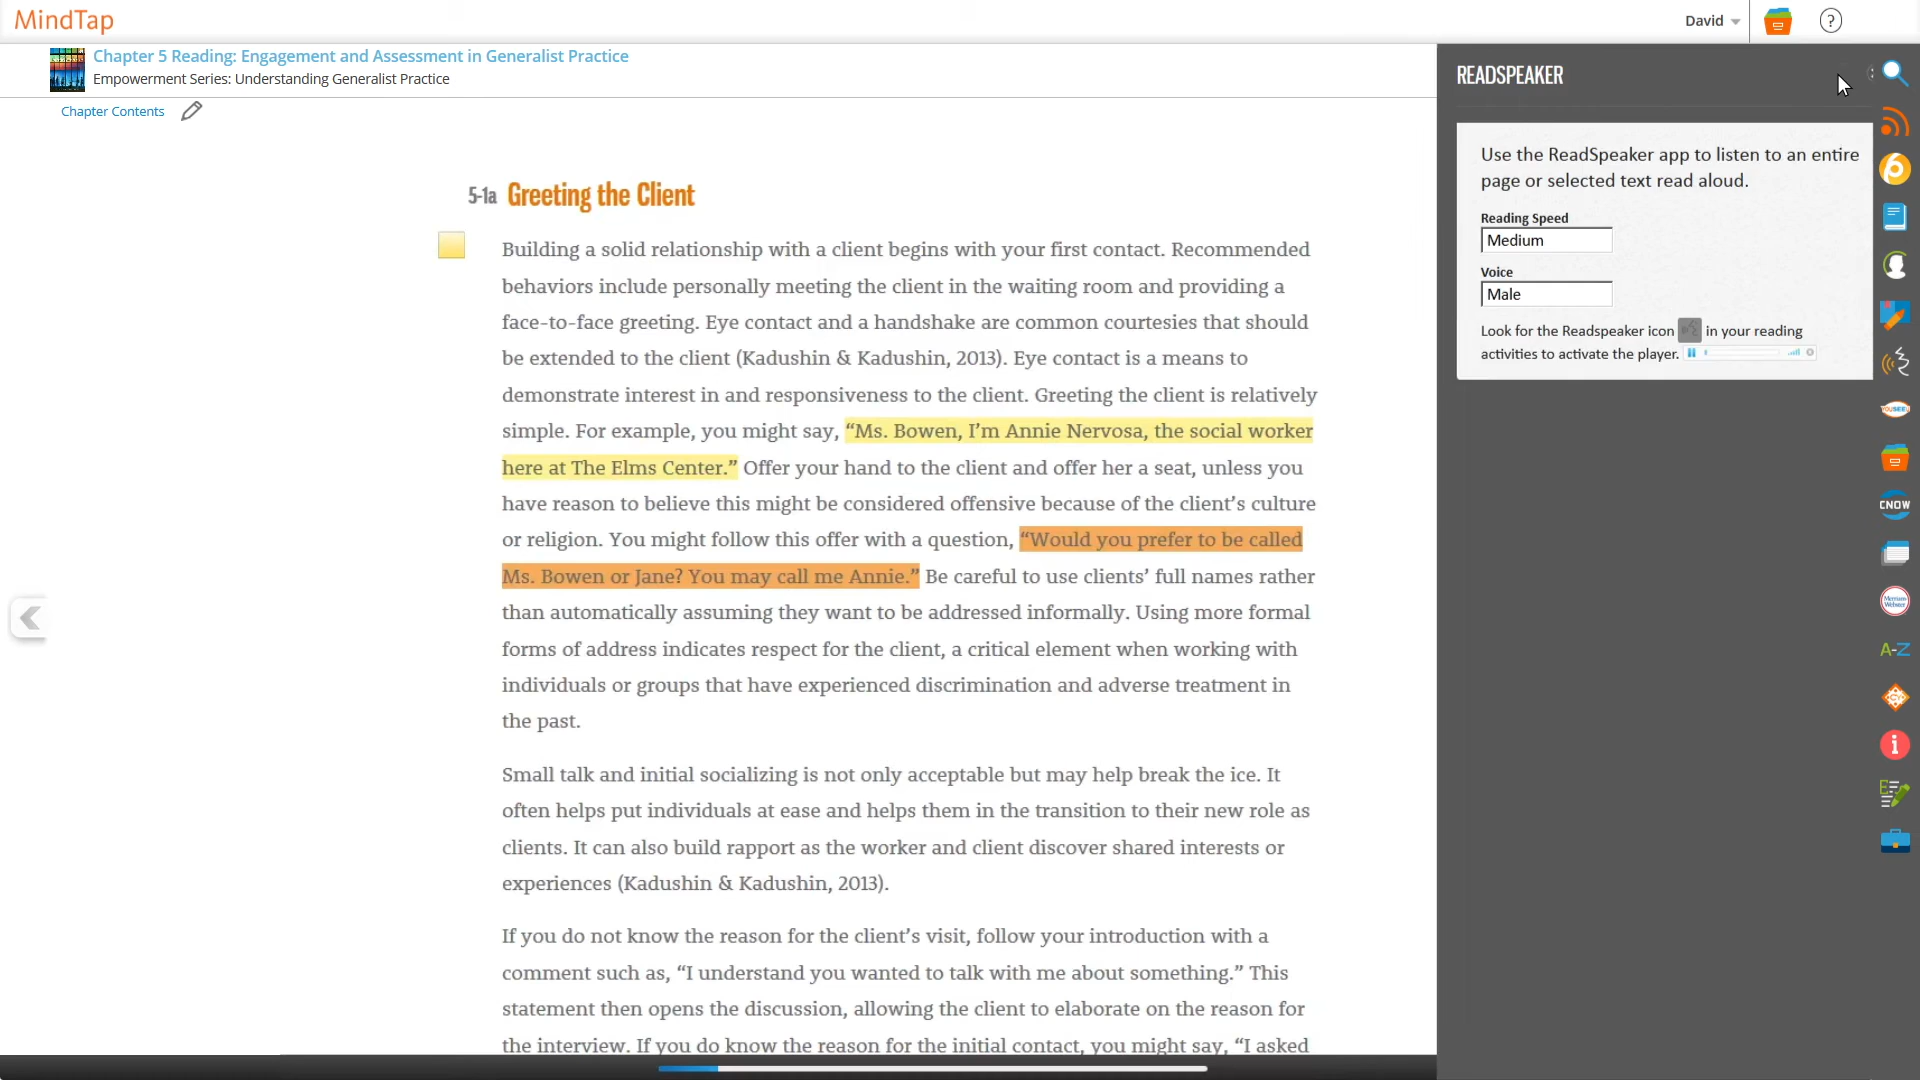 MindTap
David
?
Chapter 5 Reading: Engagement and Assessment in Generalist Practice
Empowerment Series: Understanding Generalist Practice
Chapter Contents
READSPEAKER
Use the ReadSpeaker app to listen to an entire
page or selected text read aloud.
Reading Speed
Medium
Voice
Male
Look for the Readspeaker icon in your reading
activities to activate the player.
5-1a Greeting the Client
Building a solid relationship with a client begins with your first contact. Recommended
behaviors include personally meeting the client in the waiting room and providing a
face-to-face greeting. Eye contact and a handshake are common courtesies that should
be extended to the client (Kadushin & Kadushin, 2013). Eye contact is a means to
demonstrate interest in and responsiveness to the client. Greeting the client is relatively
simple. For example, you might say, “Ms. Bowen, I’m Annie Nervosa, the social worker
here at The Elms Center.” Offer your hand to the client and offer her a seat, unless you
have reason to believe this might be considered offensive because of the client’s culture
or religion. You might follow this offer with a question, “Would you prefer to be called
Ms. Bowen or Jane? You may call me Annie.” Be careful to use clients’ full names rather
than automatically assuming they want to be addressed informally. Using more formal
forms of address indicates respect for the client, a critical element when working with
individuals or groups that have experienced discrimination and adverse treatment in
the past.
Small talk and initial socializing is not only acceptable but may help break the ice. It
often helps put individuals at ease and helps them in the transition to their new role as
clients. It can also build rapport as the worker and client discover shared interests or
experiences (Kadushin & Kadushin, 2013).
If you do not know the reason for the client’s visit, follow your introduction with a
comment such as, “I understand you wanted to talk with me about something.” This
statement then opens the discussion, allowing the client to elaborate on the reason for
the interview. If you do know the reason for the initial contact, you might say, “I asked
YOUSEEU
CNOW
Merriam
Webster
A-Z
i
E